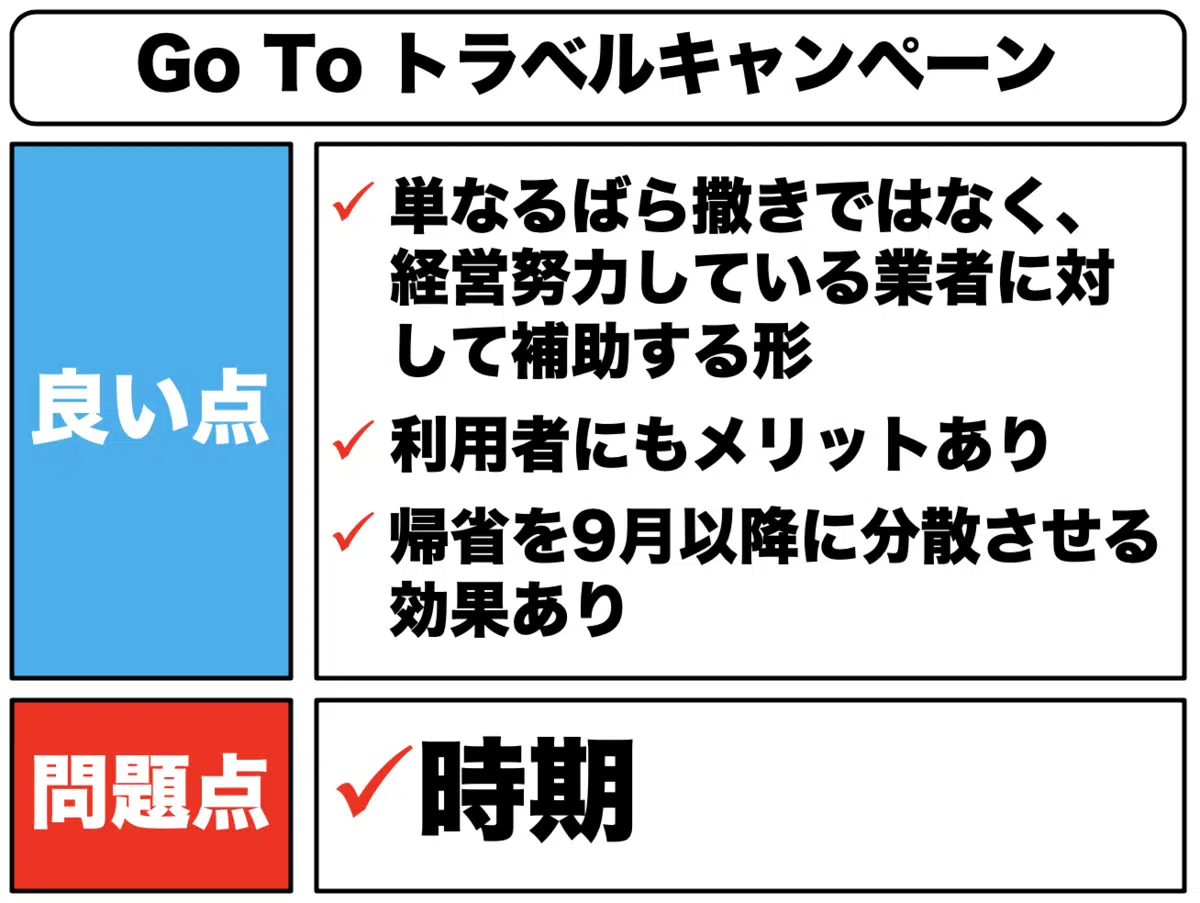 Go To トラベルキャンペーン
良い点
✓ 単なるばら撒きではなく、
経営努力している業者に対
して補助する形
✓ 利用者にもメリットあり
✓ 帰省を9月以降に分散させる
効果あり
問題点
✓ 時期